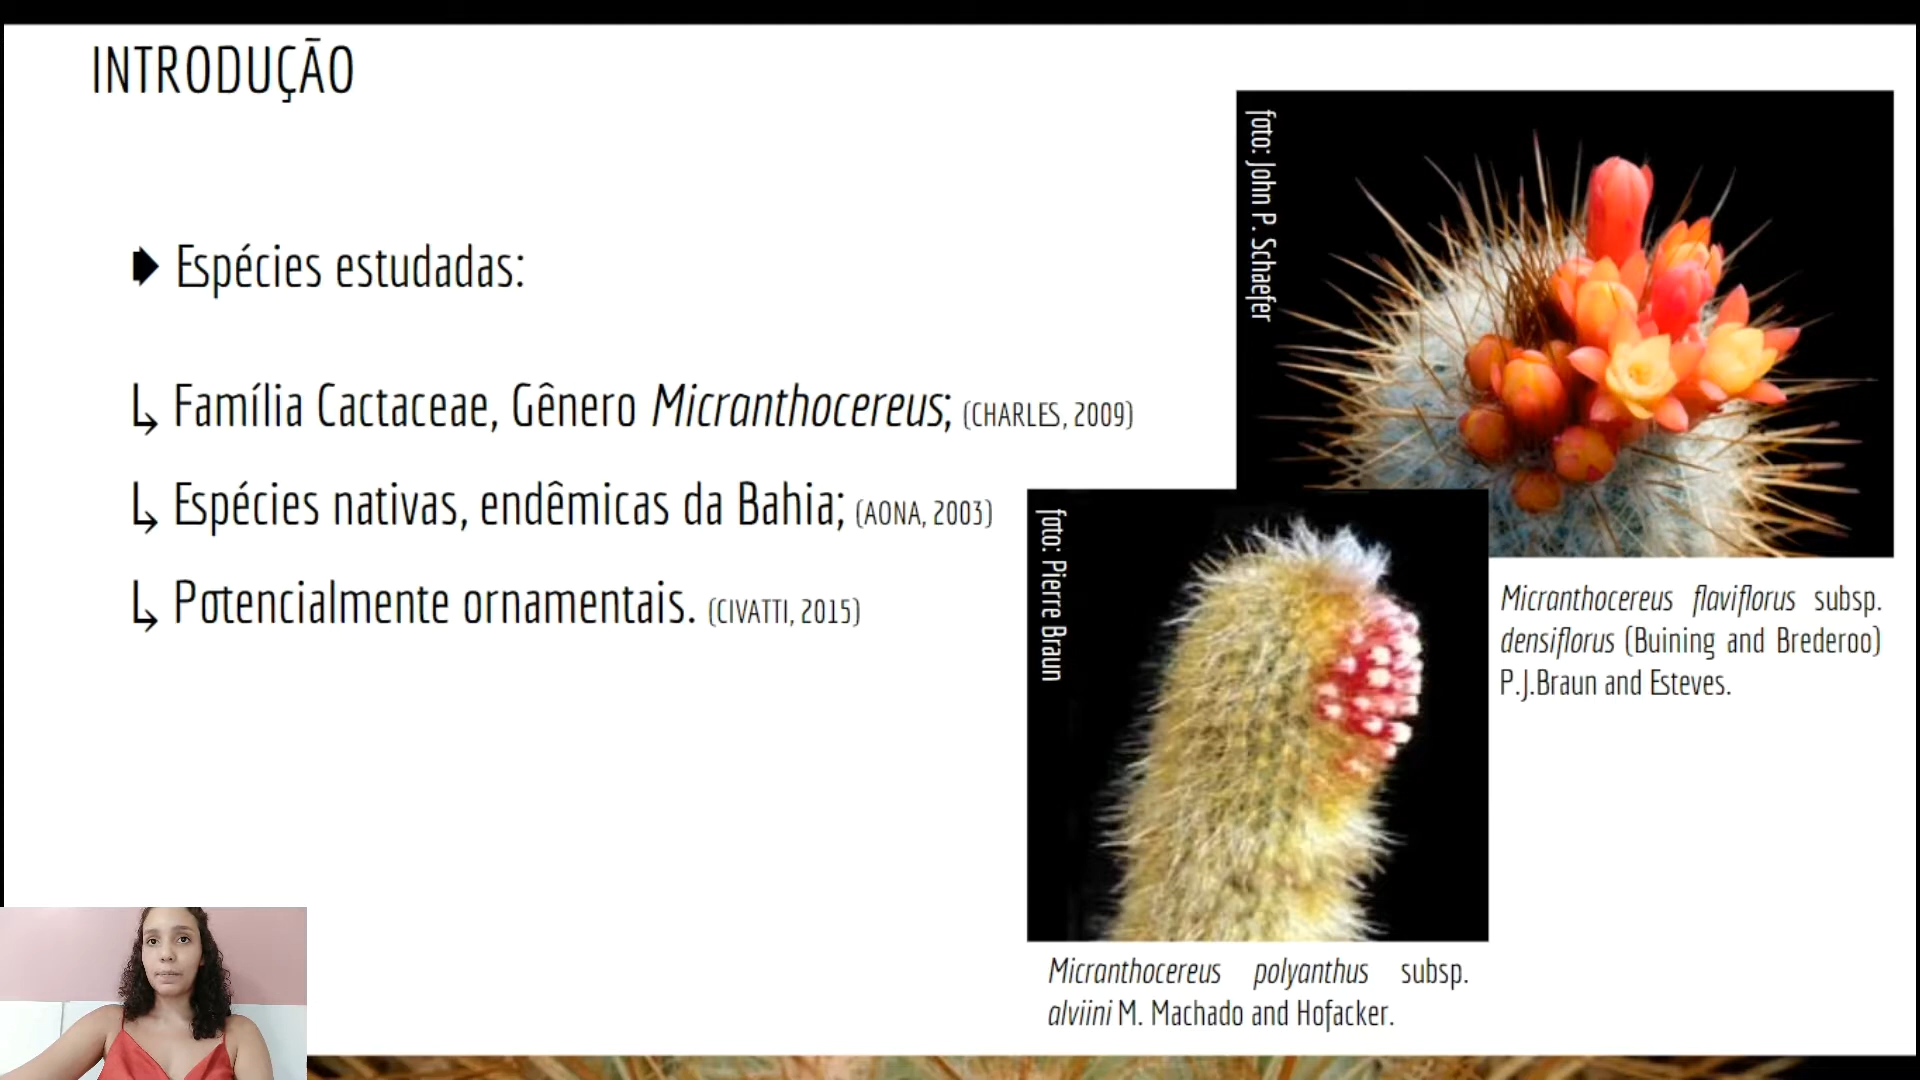 INTRODUÇÃO
Espécies estudadas:
Família Cactaceae, Gênero Micranthocereus; (CHARLES, 2009)
Espécies nativas, endêmicas da Bahia; (AONA, 2003)
Potencialmente ornamentais. (CIVATTI, 2015)
foto: John P. Schaefer
Micranthocereus flaviflorus subsp.
densiflorus (Buining and Brederoo)
P.J.Braun and Esteves.
foto: Pierre Braun
Micranthocereus polyanthus subsp.
alviini M. Machado and Hofacker.